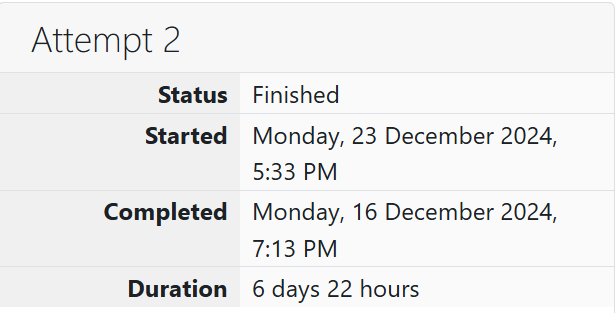 Attempt 2
Status Finished
Started Monday, 23 December 2024,
5:33 PM
Completed Monday, 16 December 2024,
7:13 PM
Duration 6 days 22 hours